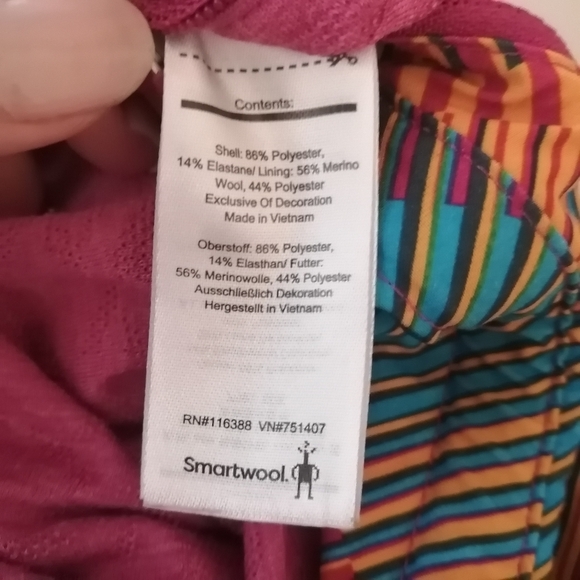 Contents:
Shell: 86% Polyester,
14% Elastane/ Lining: 56% Merino
Wool, 44% Polyester
Exclusive Of Decoration
Made in Vietnam
Oberstoff: 86% Polyester,
14% Elasthan/ Futter:
56% Merinowolle, 44% Polyester
Ausschließlich Dekoration
Hergestellt in Vietnam
RN#116388 VN#751407
Smartwool.